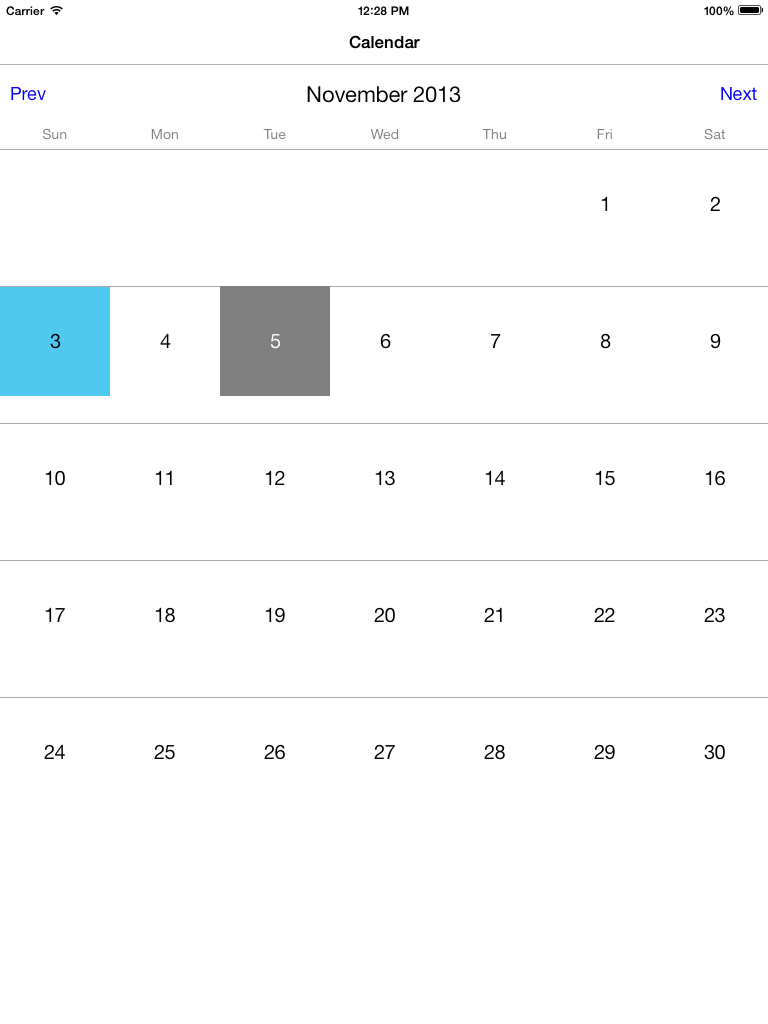 Carrier 12:28 PM 100%
Calendar
Prev November 2013 Next
Sun Mon Tue Wed Thu Fri Sat
1 2
3 4 5 6 7 8 9
10 11 12 13 14 15 16
17 18 19 20 21 22 23
24 25 26 27 28 29 30